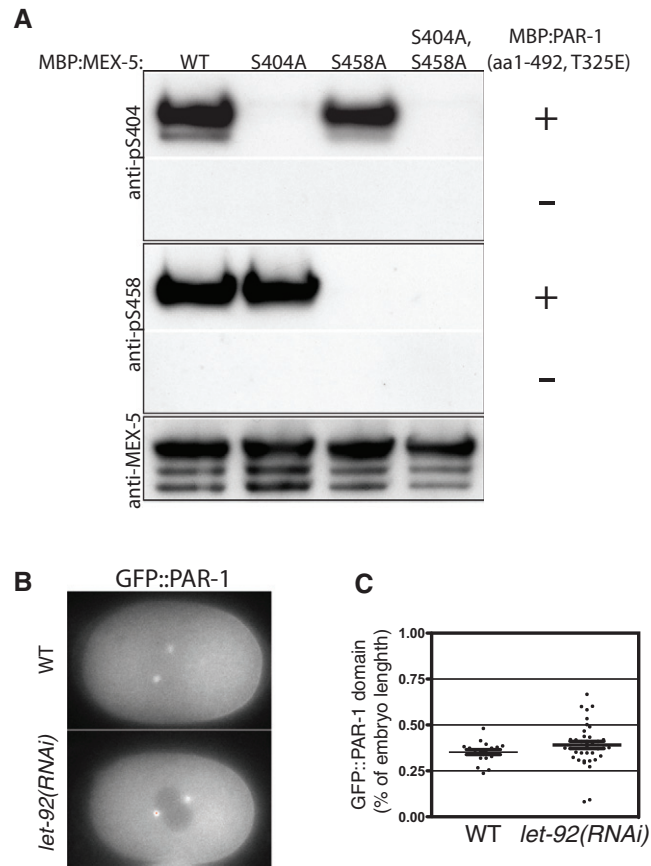 A
MBP:MEX-5:
WT
S404A
S458A
S404A,
S458A
MBP:PAR-1
(aa1-492, T325E)
anti-pS404
+
–
anti-pS458
+
–
anti-MEX-5
B
GFP::PAR-1
WT
let-92(RNAi)
C
GFP::PAR-1 domain
(% of embryo lenghth)
1.00
0.75
0.50
0.25
0.00
WT
let-92(RNAi)